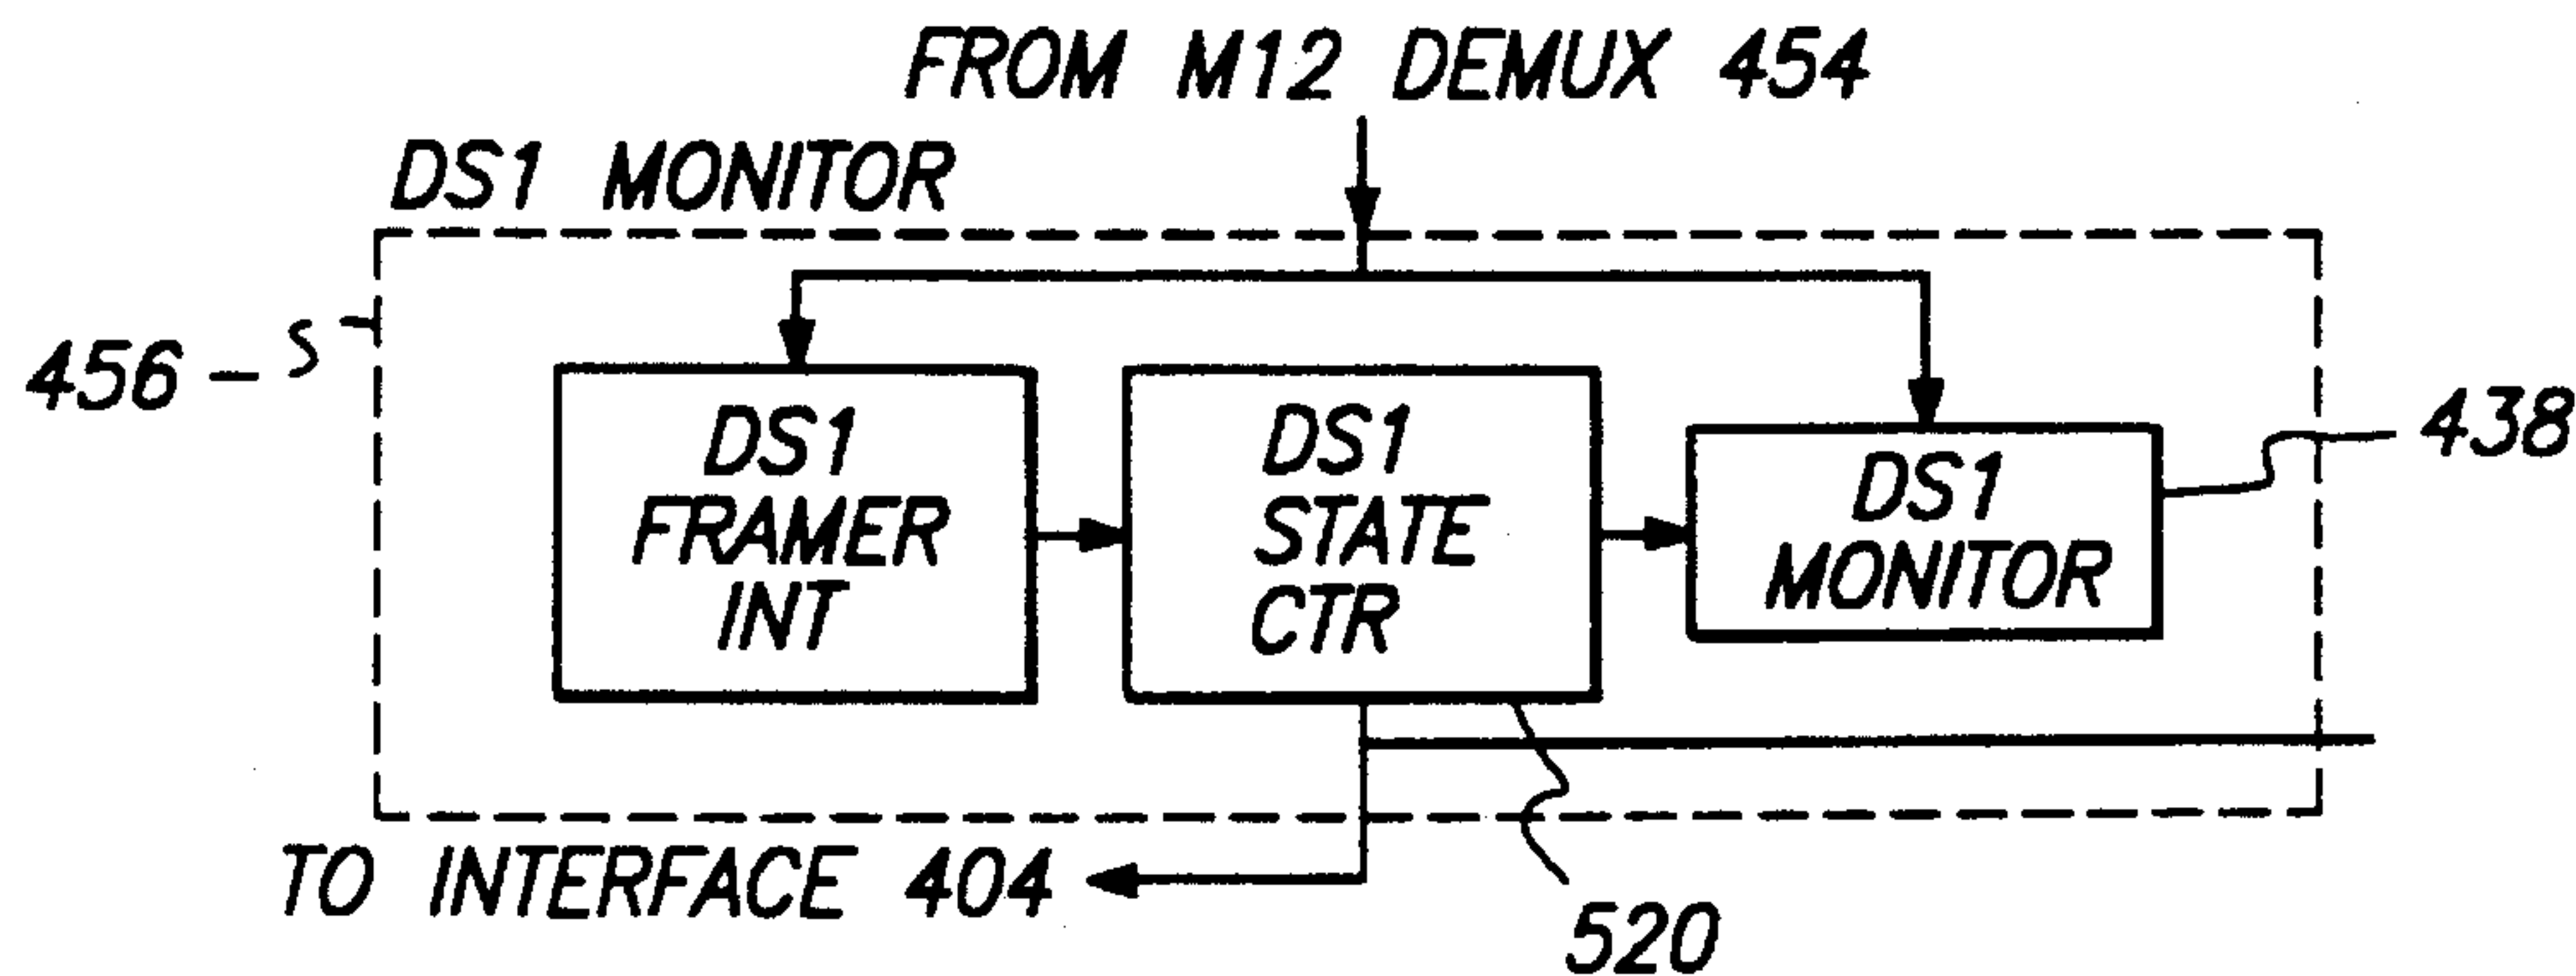 FROM M12 DEMUX 454
DS1 MONITOR
456
DS1
FRAMER
INT
DS1
STATE
CTR
DS1
MONITOR
438
TO INTERFACE 404
520